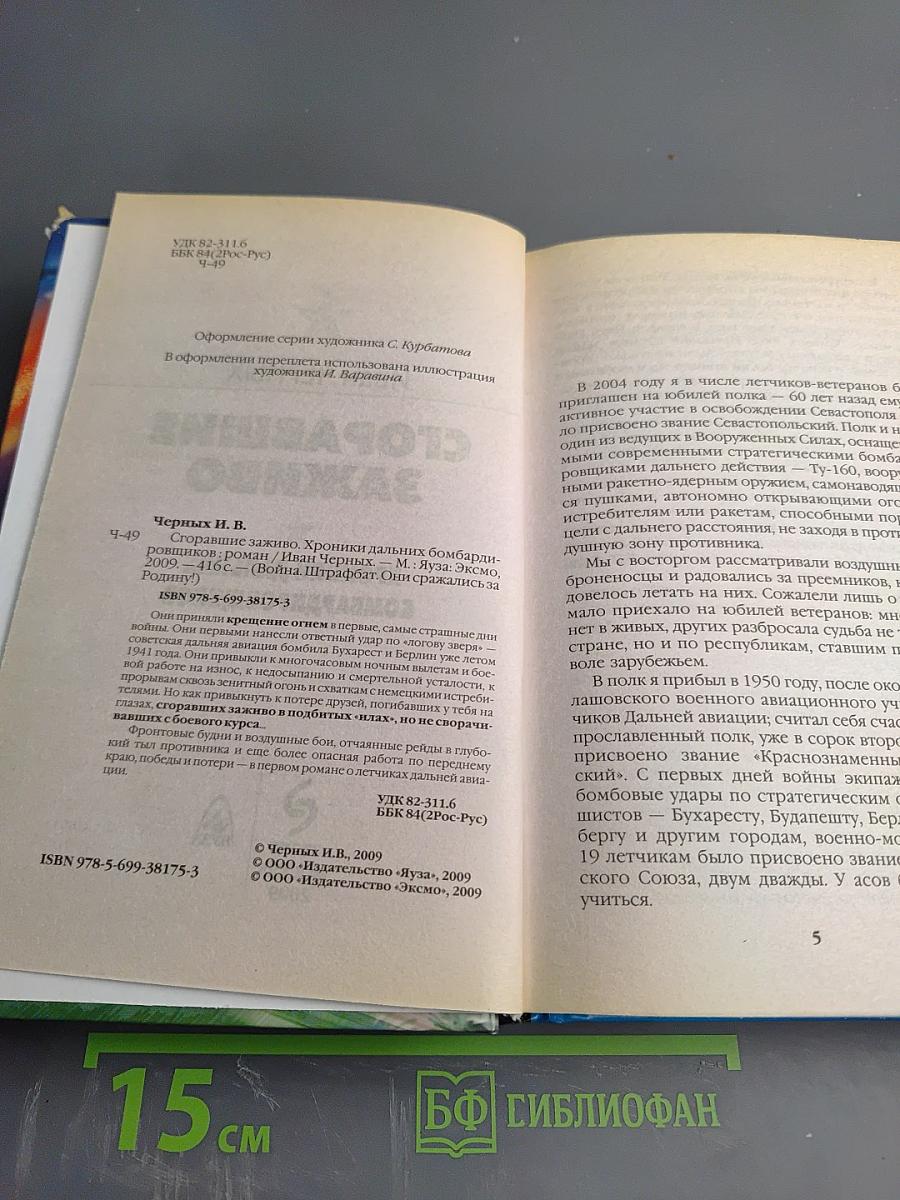 УДК 82-311.6
ББК 84(2Рос-Рус)
Ч-49
Оформление серии художника С. Курбатова
В оформлении переплета использована иллюстрация
художника И. Варавина
Черных И. В.
Ч-49
Сгоравшие заживо. Хроники дальних бомбарди-
ровщиков : роман / Иван Черных. — М. : Яуза: Эксмо,
2009. — 416 с. — (Война. Штрафбат. Они сражались за
Родину!)
ISBN 978-5-699-38175-3
Они приняли крещение огнем в первые, самые страшные дни
войны. Они первыми нанесли ответный удар по «логову зверя» —
советская дальняя авиация бомбила Бухарест и Берлин уже летом
1941 года. Они привыкли к многочасовым ночным вылетам и бое-
вой работе на износ, к недосыпанию и смертельной усталости, к
прорывам сквозь зенитный огонь и схваткам с немецкими истреби-
телями. Но как привыкнуть к потере друзей, погибавших у тебя на
глазах, сгоравших заживо в подбитых «илах», но не сворачи-
вавших с боевого курса...
Фронтовые будни и воздушные бои, отчаянные рейды в глубо-
кий тыл противника и еще более опасная работа по переднему
краю, победы и потери — в первом романе о летчиках дальней авиа-
ции.
УДК 82-311.6
ББК 84(2Рос-Рус)
© Черных И.В., 2009
© ООО «Издательство «Яуза», 2009
© ООО «Издательство «Эксмо», 2009
ISBN 978-5-699-38175-3
В 2004 году я в числе летчиков-ветеранов б
приглашен на юбилей полка — 60 лет назад ему
активное участие в освобождении Севастополя
ло присвоено звание Севастопольский. Полк и н
один из ведущих в Вооруженных Силах, оснаще
мыми современными стратегическими бомба
ровщиками дальнего действия — Ту-160, воору
ными ракетно-ядерным оружием, самонаводящ
ся пушками, автономно открывающими ого
истребителям или ракетам, способными пор
цели с дальнего расстояния, не заходя в проти
душную зону противника.
Мы с восторгом рассматривали воздушны
броненосцы и радовались за преемников, к
довелось летать на них. Сожалели лишь о
мало приехало на юбилей ветеранов: мно
нет в живых, других разбросала судьба не т
стране, но и по республикам, ставшим п
воле зарубежьем.
В полк я прибыл в 1950 году, после око
лашовского военного авиационного учи
чиков Дальней авиации; считал себя счас
прославленный полк, уже в сорок второ
присвоено звание «Краснознаменны
ский». С первых дней войны экипаж
бомбовые удары по стратегическим о
шистов — Бухаресту, Будапешту, Берл
бергу и другим городам, военно-мо
19 летчикам было присвоено звание
ского Союза, двум дважды. У асов б
учиться.
5
15 см
БФ
БИБЛИОФАН